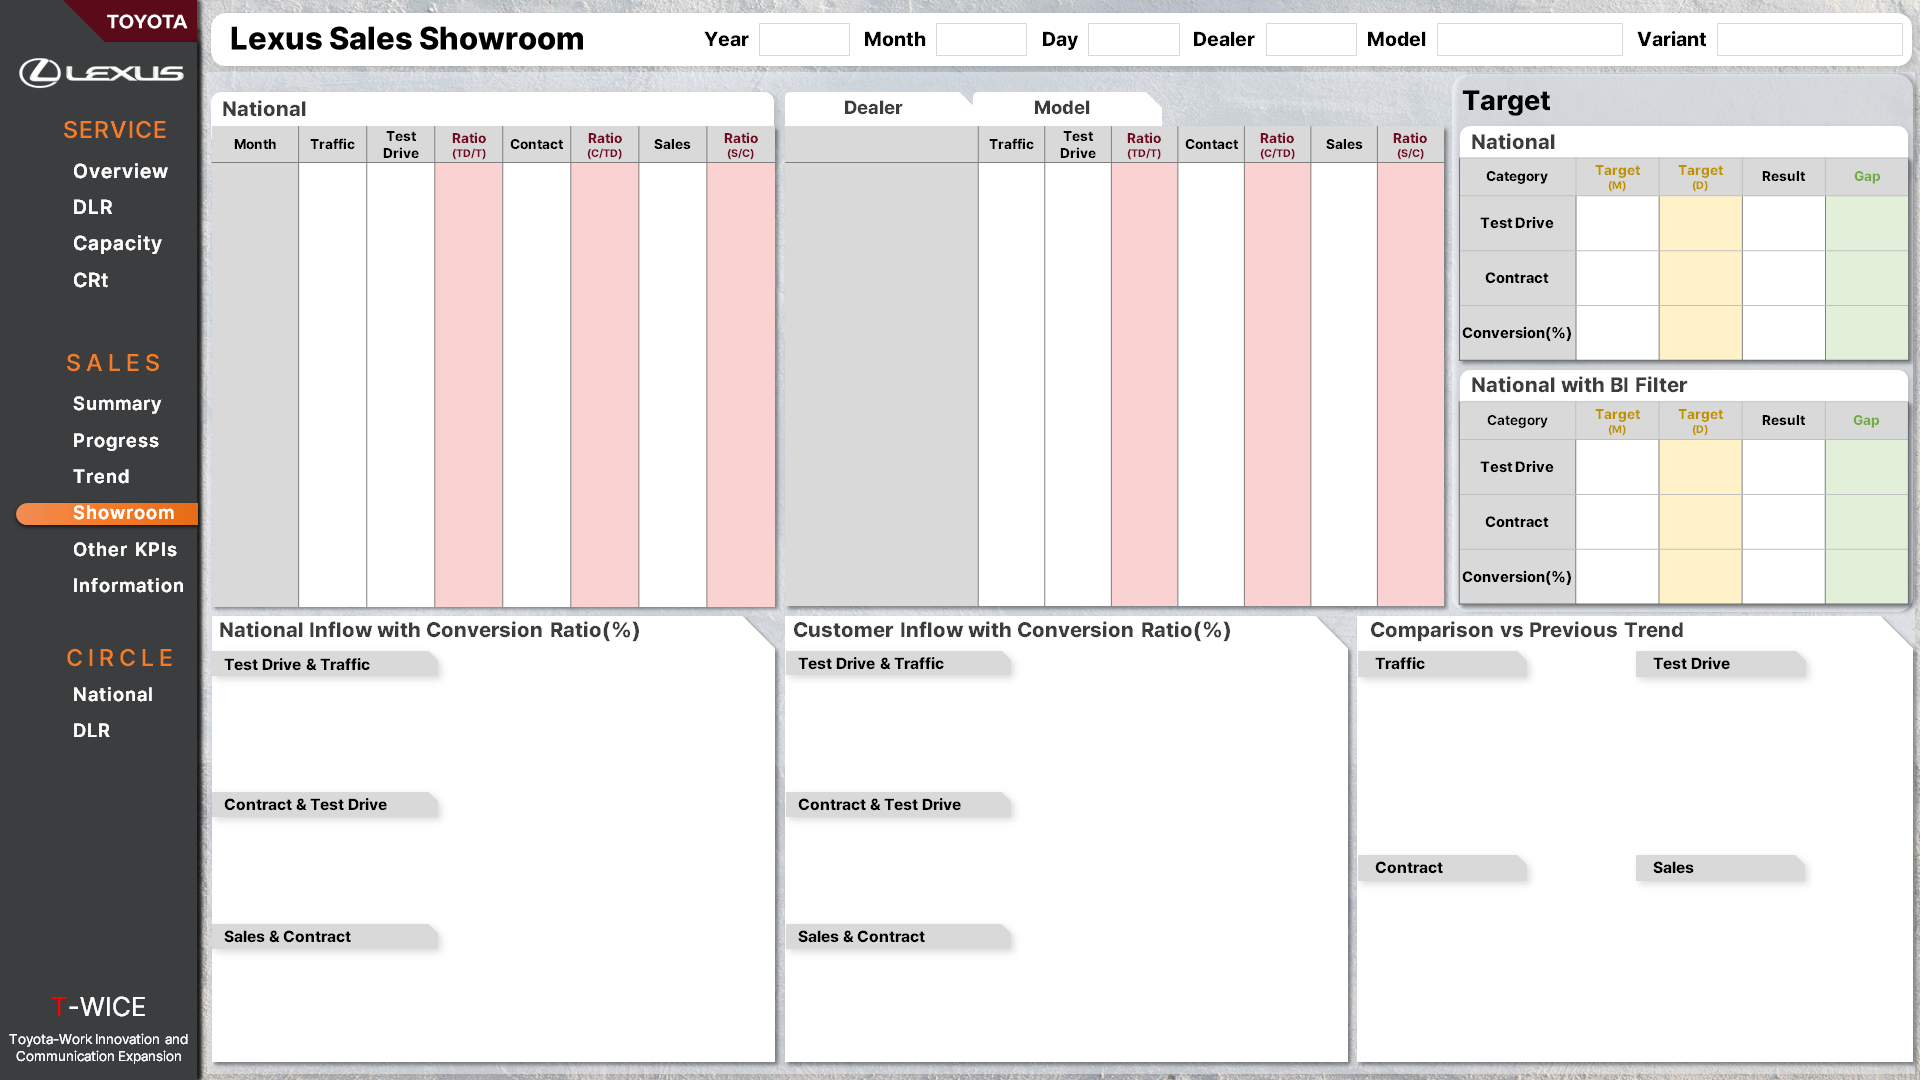 TOYOTA
LEXUS
SERVICE
Overview
DLR
Capacity
CRt
SALES
Summary
Progress
Trend
Showroom
Other KPIs
Information
CIRCLE
National
DLR
T-WICE
Toyota-Work Innovation and
Communication Expansion
Lexus Sales Showroom
Year
Month
Day
Dealer
Model
Variant
National
Month
Traffic
Test
Drive
Ratio
(TD/T)
Contact
Ratio
(C/TD)
Sales
Ratio
(S/C)
Dealer
Model
Traffic
Test
Drive
Ratio
(TD/T)
Contact
Ratio
(C/TD)
Sales
Ratio
(S/C)
Target
National
Category
Target
(M)
Target
(D)
Result
Gap
Test Drive
Contract
Conversion(%)
National with BI Filter
Category
Target
(M)
Target
(D)
Result
Gap
Test Drive
Contract
Conversion(%)
National Inflow with Conversion Ratio(%)
Test Drive & Traffic
Contract & Test Drive
Sales & Contract
Customer Inflow with Conversion Ratio(%)
Test Drive & Traffic
Contract & Test Drive
Sales & Contract
Comparison vs Previous Trend
Traffic
Test Drive
Contract
Sales